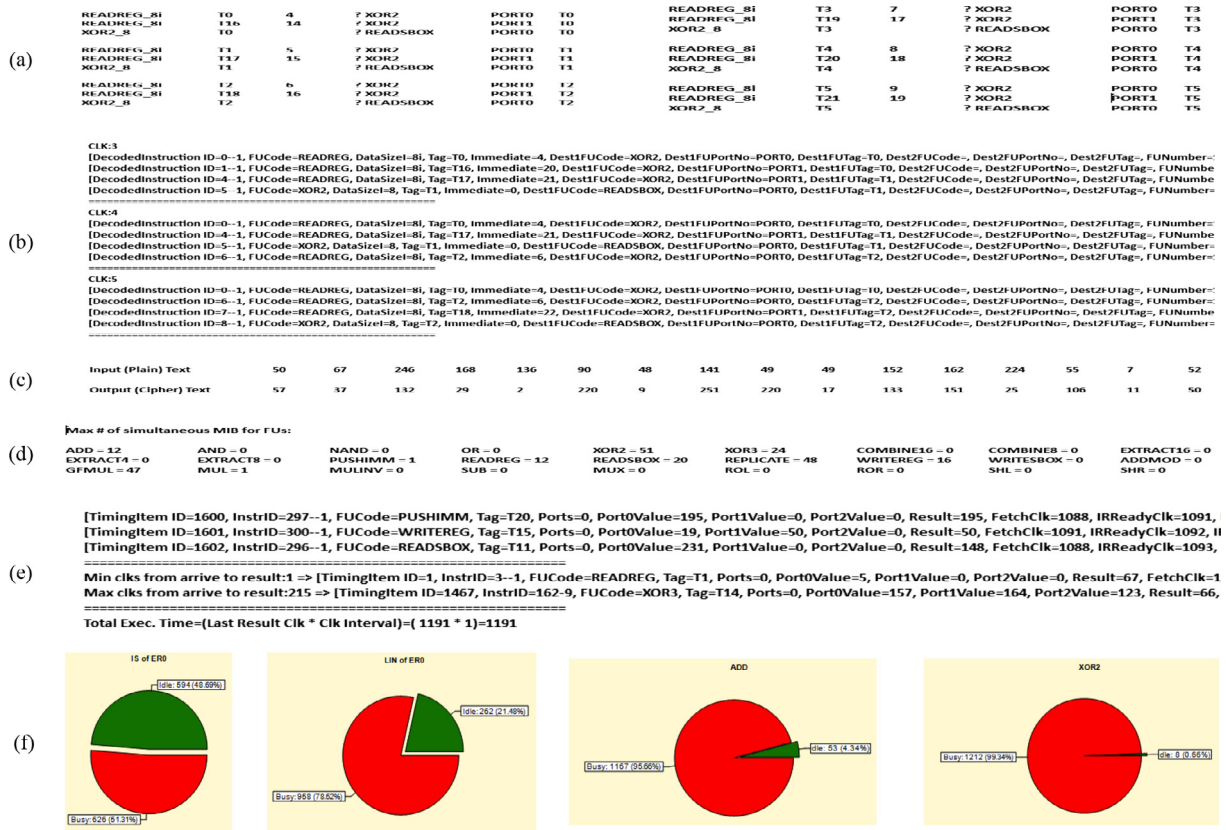 READREG_8i T0 4 ? XOR2 PORT0 T0
READREG_8i T16 14 ? XOR2 PORT1 T0
XOR2_8 T0 ? READSBOX PORT0 T0
READREG_8i T1 5 ? XOR2 PORT0 T1
READREG_8i T17 15 ? XOR2 PORT1 T1
XOR2_8 T1 ? READSBOX PORT0 T1
READREG_8i T2 6 ? XOR2 PORT0 T2
READREG_8i T18 16 ? XOR2 PORT1 T2
XOR2_8 T2 ? READSBOX PORT0 T2
READREG_8i T3 7 ? XOR2 PORT0 T3
READREG_8i T19 17 ? XOR2 PORT1 T3
XOR2_8 T3 ? READSBOX PORT0 T3
READREG_8i T4 8 ? XOR2 PORT0 T4
READREG_8i T20 18 ? XOR2 PORT1 T4
XOR2_8 T4 ? READSBOX PORT0 T4
READREG_8i T5 9 ? XOR2 PORT0 T5
READREG_8i T21 19 ? XOR2 PORT1 T5
XOR2_8 T5 ? READSBOX PORT0 T5
(a)
CLK:3
[DecodedInstruction ID=0--1, FUCode=READREG, DataSizeI=8i, Tag=T0, Immediate=4, Dest1FUCode=XOR2, Dest1FUPortNo=PORT0, Dest1FUTag=T0, Dest2FUCode=, Dest2FUPortNo=, Dest2FUTag=, FUNumber=
[DecodedInstruction ID=1--1, FUCode=READREG, DataSizeI=8i, Tag=T16, Immediate=20, Dest1FUCode=XOR2, Dest1FUPortNo=PORT1, Dest1FUTag=T0, Dest2FUCode=, Dest2FUPortNo=, Dest2FUTag=, FUNumbe
[DecodedInstruction ID=4--1, FUCode=READREG, DataSizeI=8i, Tag=T17, Immediate=21, Dest1FUCode=XOR2, Dest1FUPortNo=PORT1, Dest1FUTag=T1, Dest2FUCode=, Dest2FUPortNo=, Dest2FUTag=, FUNumbe
[DecodedInstruction ID=5--1, FUCode=XOR2, DataSizeI=8, Tag=T1, Immediate=0, Dest1FUCode=READSBOX, Dest1FUPortNo=PORT0, Dest1FUTag=T1, Dest2FUCode=, Dest2FUPortNo=, Dest2FUTag=, FUNumber=
CLK:4
[DecodedInstruction ID=0--1, FUCode=READREG, DataSizeI=8i, Tag=T0, Immediate=4, Dest1FUCode=XOR2, Dest1FUPortNo=PORT0, Dest1FUTag=T0, Dest2FUCode=, Dest2FUPortNo=, Dest2FUTag=, FUNumber=
[DecodedInstruction ID=4--1, FUCode=READREG, DataSizeI=8i, Tag=T17, Immediate=21, Dest1FUCode=XOR2, Dest1FUPortNo=PORT1, Dest1FUTag=T1, Dest2FUCode=, Dest2FUPortNo=, Dest2FUTag=, FUNumbe
[DecodedInstruction ID=5--1, FUCode=XOR2, DataSizeI=8, Tag=T1, Immediate=0, Dest1FUCode=READSBOX, Dest1FUPortNo=PORT0, Dest1FUTag=T1, Dest2FUCode=, Dest2FUPortNo=, Dest2FUTag=, FUNumber=
[DecodedInstruction ID=6--1, FUCode=READREG, DataSizeI=8i, Tag=T2, Immediate=6, Dest1FUCode=XOR2, Dest1FUPortNo=PORT0, Dest1FUTag=T2, Dest2FUCode=, Dest2FUPortNo=, Dest2FUTag=, FUNumber=
(b)
CLK:5
[DecodedInstruction ID=0--1, FUCode=READREG, DataSizeI=8i, Tag=T0, Immediate=4, Dest1FUCode=XOR2, Dest1FUPortNo=PORT0, Dest1FUTag=T0, Dest2FUCode=, Dest2FUPortNo=, Dest2FUTag=, FUNumber=
[DecodedInstruction ID=6--1, FUCode=READREG, DataSizeI=8i, Tag=T2, Immediate=6, Dest1FUCode=XOR2, Dest1FUPortNo=PORT0, Dest1FUTag=T2, Dest2FUCode=, Dest2FUPortNo=, Dest2FUTag=, FUNumber=
[DecodedInstruction ID=7--1, FUCode=READREG, DataSizeI=8i, Tag=T18, Immediate=22, Dest1FUCode=XOR2, Dest1FUPortNo=PORT1, Dest1FUTag=T2, Dest2FUCode=, Dest2FUPortNo=, Dest2FUTag=, FUNumbe
[DecodedInstruction ID=8--1, FUCode=XOR2, DataSizeI=8, Tag=T2, Immediate=0, Dest1FUCode=READSBOX, Dest1FUPortNo=PORT0, Dest1FUTag=T2, Dest2FUCode=, Dest2FUPortNo=, Dest2FUTag=, FUNumber=
(c)
Input (Plain) Text 50 67 246 168 136 90 48 141 49 49 152 162 224 55 7 52
Output (Cipher) Text 57 37 132 29 2 220 9 251 220 17 133 151 25 106 11 50
Max # of simultaneous MIB for FUs:
(d)
ADD = 12 AND = 0 NAND = 0 OR = 0 XOR2 = 51 XOR3 = 24 COMBINE16 = 0 COMBINE8 = 0 EXTRACT16 = 0
EXTRACT4 = 0 EXTRACT8 = 0 PUSHIMM = 1 READREG = 12 READSBOX = 20 REPLICATE = 48 WRITEREG = 16 WRITESBOX = 0 ADDMOD = 0
GFMUL = 47 MUL = 1 MULINV = 0 SUB = 0 MUX = 0 ROL = 0 ROR = 0 SHL = 0 SHR = 0
[TimingItem ID=1600, InstrID=297--1, FUCode=PUSHIMM, Tag=T20, Ports=0, Port0Value=195, Port1Value=0, Port2Value=0, Result=195, FetchClk=1088, IRReadyClk=1091,
[TimingItem ID=1601, InstrID=300--1, FUCode=WRITEREG, Tag=T15, Ports=0, Port0Value=19, Port1Value=50, Port2Value=0, Result=50, FetchClk=1091, IRReadyClk=1092,
[TimingItem ID=1602, InstrID=296--1, FUCode=READSBOX, Tag=T11, Ports=0, Port0Value=231, Port1Value=0, Port2Value=0, Result=148, FetchClk=1088, IRReadyClk=1093,
(e)
Min clks from arrive to result:1 => [TimingItem ID=1, InstrID=3--1, FUCode=READREG, Tag=T1, Ports=0, Port0Value=5, Port1Value=0, Port2Value=0, Result=67, FetchClk=1
Max clks from arrive to result:215 => [TimingItem ID=1467, InstrID=162-9, FUCode=XOR3, Tag=T14, Ports=0, Port0Value=157, Port1Value=164, Port2Value=123, Result=66,
Total Exec. Time=(Last Result Clk * Clk Interval)=( 1191 * 1)=1191
(f)
IS of ER0
Idle: 594 (48.69%)
Busy: 626 (51.31%)
LIN of ER0
Idle: 262 (21.48%)
Busy: 958 (78.52%)
ADD
Idle: 53 (4.34%)
Busy: 1167 (95.66%)
XOR2
Idle: 8 (0.66%)
Busy: 1212 (99.34%)